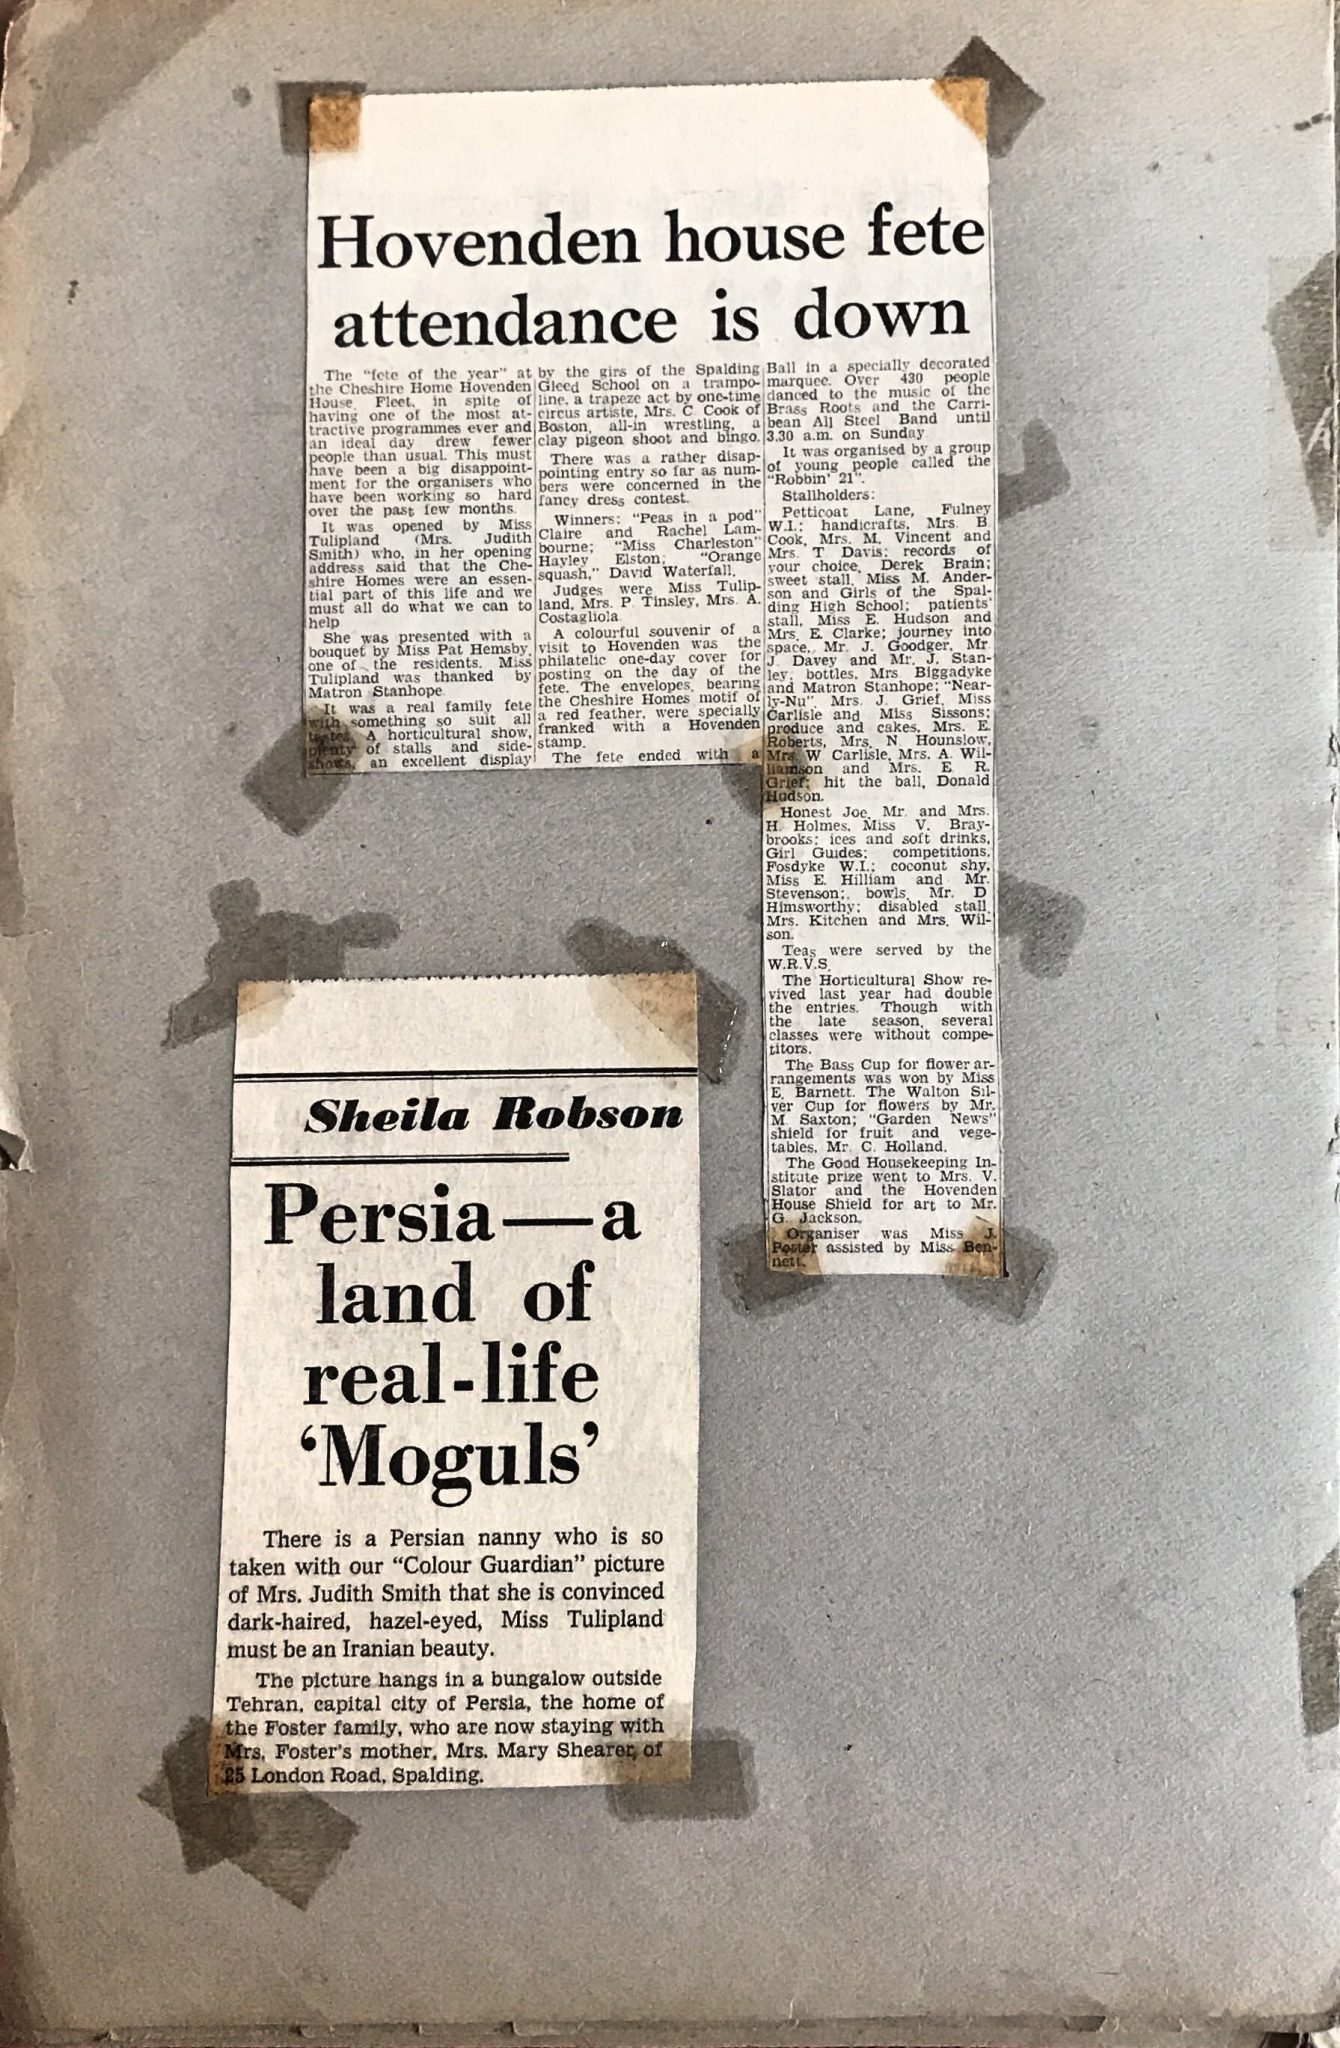 Hovenden house fete
attendance is down
The "fete of the year" at
the Cheshire Home Hovenden
House, Fleet, in spite of
having one of the most at-
tractive programmes ever and
an ideal day drew fewer
people than usual. This must
have been a big disappoint-
ment for the organisers who
have been working so hard
over the past few months.
It was opened by Miss
Tulipland (Mrs. Judith
Smith) who, in her opening
address said that the Che-
shire Homes were an essen-
tial part of this life and we
must all do what we can to
help
She was presented with a
bouquet by Miss Pat Hemsby,
one of the residents. Miss
Tulipland was thanked by
Matron Stanhope.
It was a real family fete
with something so suit all
tastes. A horticultural show,
plenty of stalls and side-
shows, an excellent display
by the girs of the Spalding
Gleed School on a trampo-
line, a trapeze act by one-time
circus artiste, Mrs. C. Cook of
Boston, all-in wrestling, a
clay pigeon shoot and bingo.
There was a rather disap-
pointing entry so far as num-
bers were concerned in the
fancy dress contest.
Winners: "Peas in a pod"
Claire and Rachel Lam-
bourne; "Miss Charleston"
Hayley Elston; "Orange
squash," David Waterfall.
Judges were Miss Tulip-
land, Mrs. P. Tinsley, Mrs. A.
Costagliola.
A colourful souvenir of a
visit to Hovenden was the
philatelic one-day cover for
posting on the day of the
fete. The envelopes, bearing
the Cheshire Homes motif of
a red feather, were specially
franked with a Hovenden
stamp.
The fete ended with a
Ball in a specially decorated
marquee. Over 430 people
danced to the music of the
Brass Roots and the Carri-
bean All Steel Band until
3.30 a.m. on Sunday
It was organised by a group
of young people called the
"Robbin' 21".
Stallholders:
Petticoat Lane, Fulney
W.I.; handicrafts, Mrs. B.
Cook, Mrs. M. Vincent and
Mrs. T. Davis; records of
your choice, Derek Brain;
sweet stall, Miss M. Ander-
son and Girls of the Spal-
ding High School; patients'
stall, Miss E. Hudson and
Mrs. E. Clarke; journey into
space, Mr. J. Goodger, Mr.
J. Davey and Mr. J. Stan-
ley; bottles, Mrs Biggadyke
and Matron Stanhope; "Near-
ly-Nu", Mrs. J. Grief, Miss
Carlisle and Miss Sissons;
produce and cakes, Mrs. E.
Roberts, Mrs. N. Hounslow,
Mrs. W. Carlisle, Mrs. A. Wil-
liamson and Mrs. E. R.
Grief; hit the ball, Donald
Hudson.
Honest Joe, Mr. and Mrs.
H. Holmes, Miss V. Bray-
brooks; ices and soft drinks,
Girl Guides; competitions,
Fosdyke W.I.; coconut shy,
Miss E. Hilliam and Mr.
Stevenson;. bowls, Mr. D
Himsworthy; disabled stall,
Mrs. Kitchen and Mrs. Wil-
son.
Teas were served by the
W.R.V.S.
The Horticultural Show re-
vived last year had double
the entries. Though with
the late season, several
classes were without compe-
titors.
The Bass Cup for flower ar-
rangements was won by Miss
E. Barnett. The Walton Sil-
ver Cup for flowers by Mr.
M. Saxton; "Garden News"
shield for fruit and vege-
tables, Mr. C. Holland.
The Good Housekeeping In-
stitute prize went to Mrs. V.
Slator and the Hovenden
House Shield for art to Mr.
G. Jackson.
Organiser was Miss J.
Potter assisted by Miss Ben-
nett.
Sheila Robson
Persia—a
land of
real-life
'Moguls'
There is a Persian nanny who is so
taken with our "Colour Guardian" picture
of Mrs. Judith Smith that she is convinced
dark-haired, hazel-eyed, Miss Tulipland
must be an Iranian beauty.
The picture hangs in a bungalow outside
Tehran, capital city of Persia, the home of
the Foster family, who are now staying with
Mrs. Foster's mother, Mrs. Mary Shearer, of
25 London Road, Spalding.